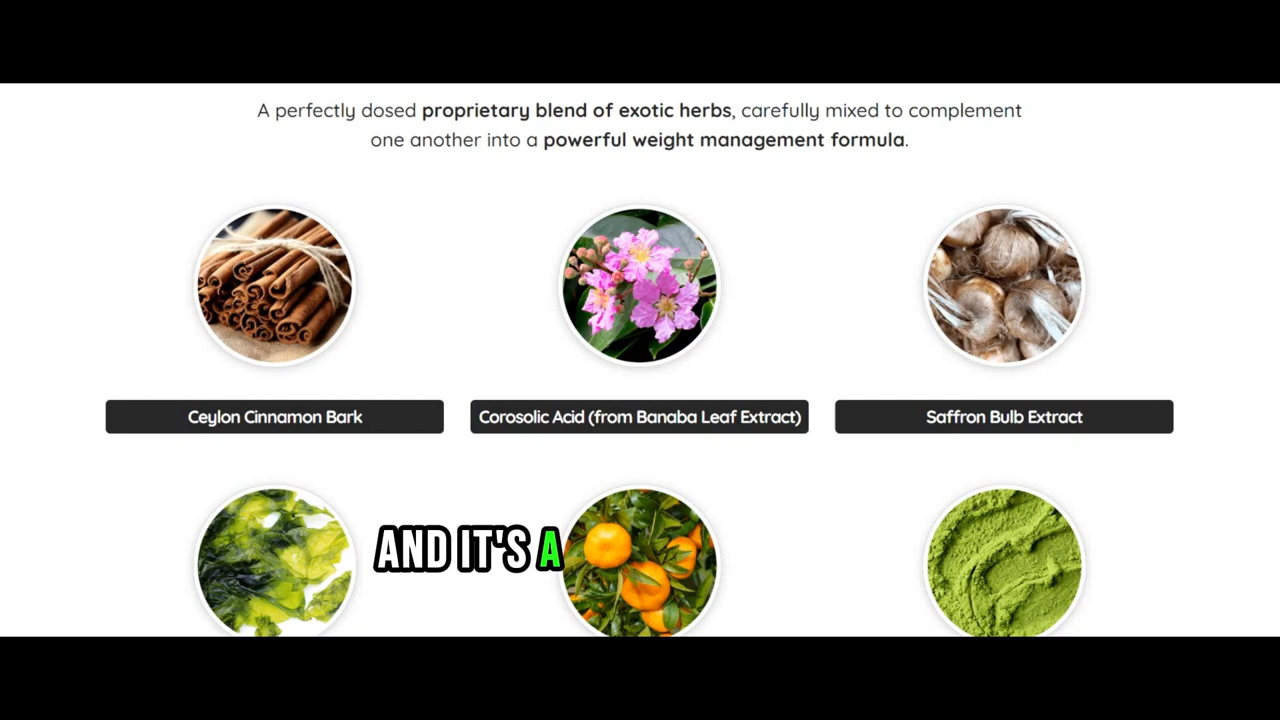 A perfectly dosed proprietary blend of exotic herbs, carefully mixed to complement
one another into a powerful weight management formula.
Ceylon Cinnamon Bark
Corosolic Acid (from Banaba Leaf Extract)
Saffron Bulb Extract
AND IT'S A